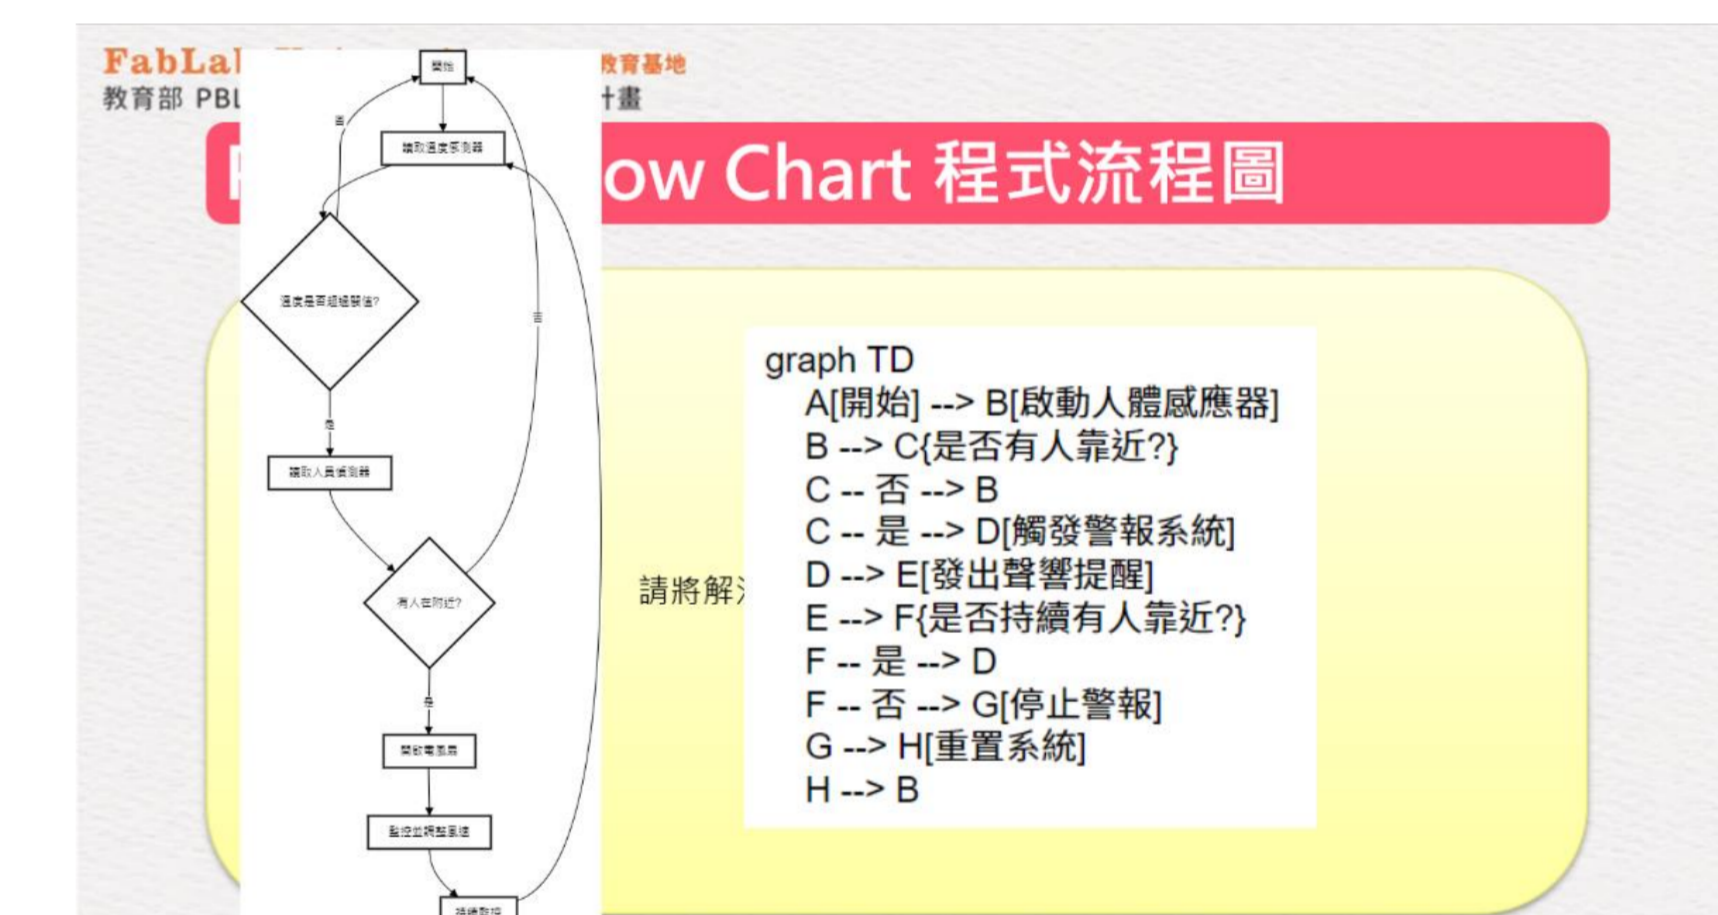 FabLab
教育基地
教育部 PBL
計畫
ow Chart 程式流程圖
開始
否
讀取溫度感測器
溫度是否超過閾值?
否
是
讀取人員偵測器
有人在附近?
是
開啟電風扇
監控並調整風速
持續監控
請將解決
graph TD
A[開始] --> B[啟動人體感應器]
B --> C{是否有人靠近?}
C -- 否 --> B
C -- 是 --> D[觸發警報系統]
D --> E[發出聲響提醒]
E --> F{是否持續有人靠近?}
F -- 是 --> D
F -- 否 --> G[停止警報]
G --> H[重置系統]
H --> B